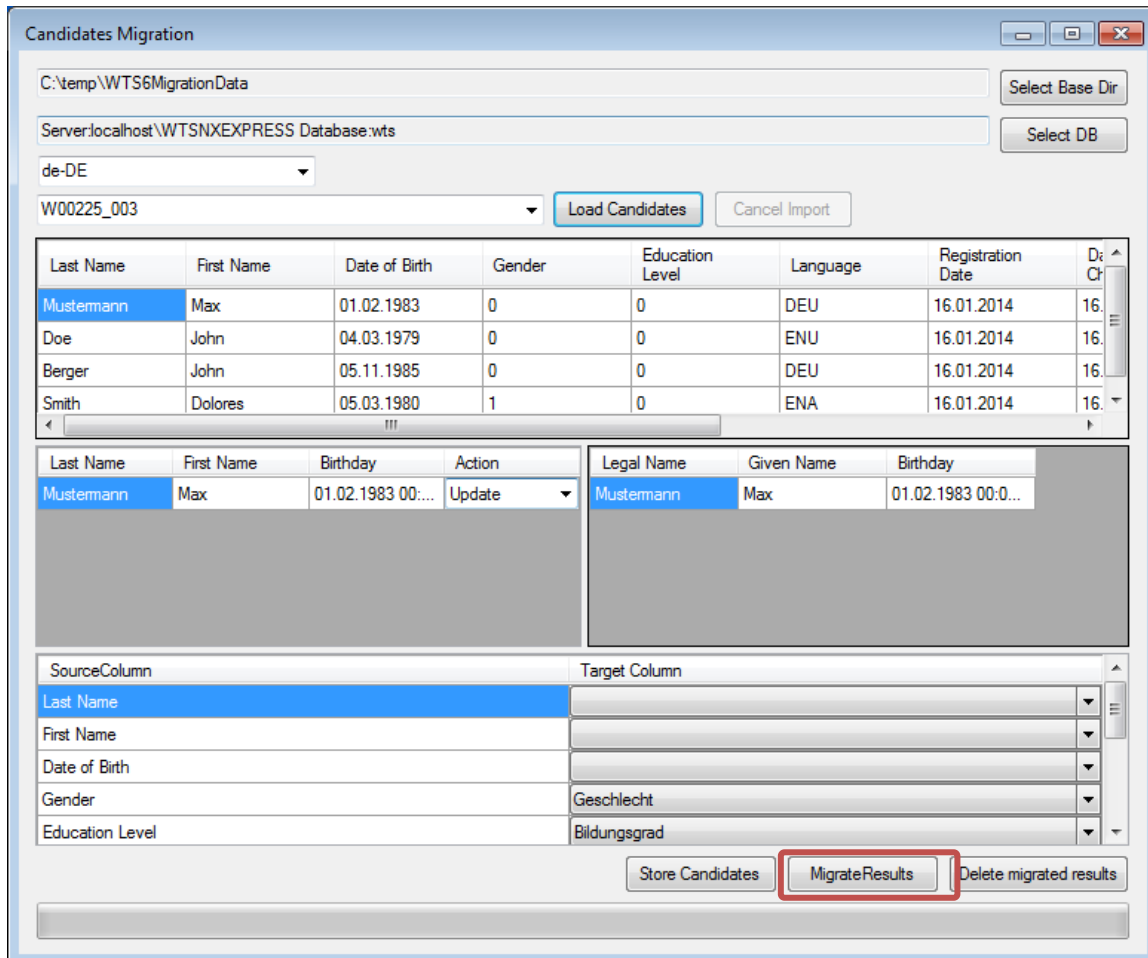 Candidates Migration
C:\temp\WTS6MigrationData
Select Base Dir
Server:localhost\WTSNXEXPRESS Database:wts
Select DB
de-DE
W00225_003
Load Candidates
Cancel Import
Last Name First Name Date of Birth Gender Education Level Language Registration Date Da Ch
Mustermann Max 01.02.1983 0 0 DEU 16.01.2014 16.
Doe John 04.03.1979 0 0 ENU 16.01.2014 16.
Berger John 05.11.1985 0 0 DEU 16.01.2014 16.
Smith Dolores 05.03.1980 1 0 ENA 16.01.2014 16.
Last Name First Name Birthday Action
Mustermann Max 01.02.1983 00:... Update
Legal Name Given Name Birthday
Mustermann Max 01.02.1983 00:0...
SourceColumn Target Column
Last Name
First Name
Date of Birth
Gender Geschlecht
Education Level Bildungsgrad
Store Candidates MigrateResults Delete migrated results